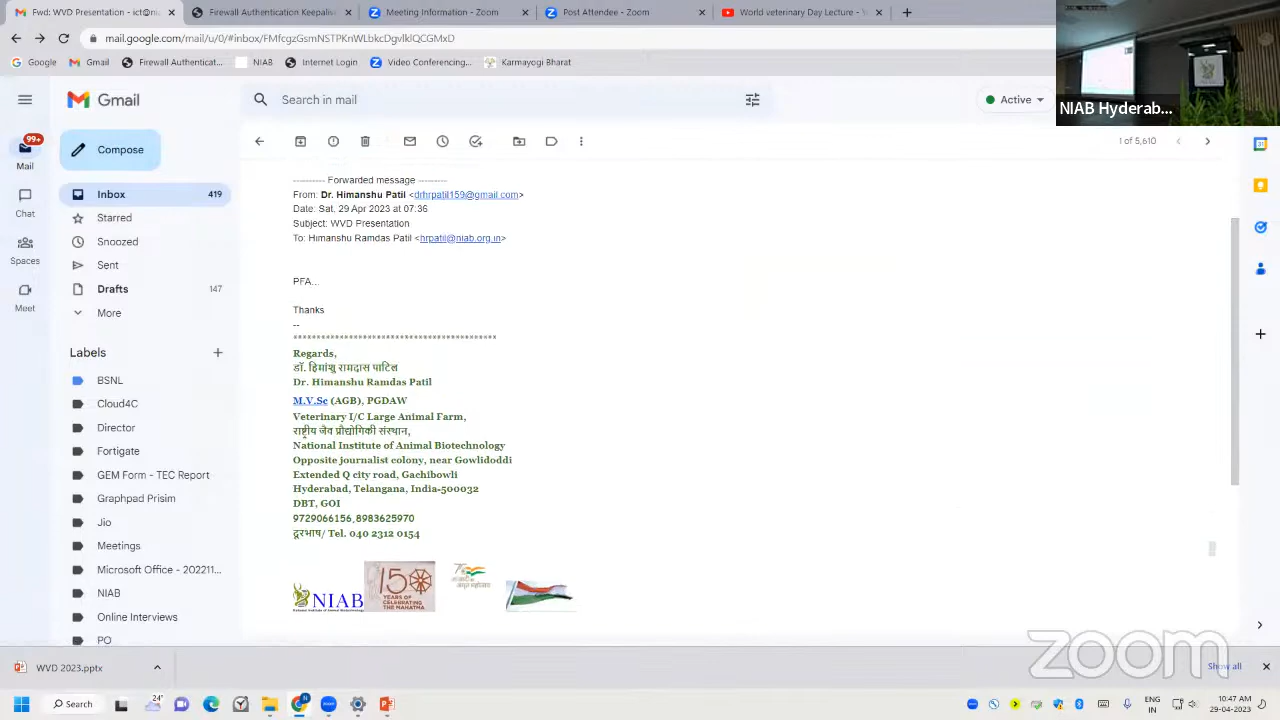 Fwd: WVD Presentation - ict@n
Firewall Authentication Keepaliv
Meeting Information - Zoom
Post Attendee - Zoom
World veterinary Day Lecture - Y
mail.google.com/mail/u/0/#inbox/FMfcgzGsmNSTPKnWLbkcDgvlklQCGMxD
Google
Gmail
Firewall Authenticat...
NIAB
Internet Login
Video Conferencing...
Karmayogi Bharat
NIAB Hyderab...
Gmail
Search in mail
Active
99+
Mail
Chat
Spaces
Meet
Compose
Inbox 419
Starred
Snoozed
Sent
Drafts 147
More
Labels
BSNL
Cloud4C
Director
Fortigate
GEM Form - TEC Report
Graphpad Prisim
Jio
Meetings
Microsoft Office - 202211...
NIAB
Online Interviews
PO
1 of 5,610
---------- Forwarded message ---------
From: Dr. Himanshu Patil <drhrpatil159@gmail.com>
Date: Sat, 29 Apr 2023 at 07:36
Subject: WVD Presentation
To: Himanshu Ramdas Patil <hrpatil@niab.org.in>
PFA...
Thanks
--
*********************************************
Regards,
डॉ. हिमांशु रामदास पाटिल
Dr. Himanshu Ramdas Patil
M.V.Sc (AGB), PGDAW
Veterinary I/C Large Animal Farm,
राष्ट्रीय जैव प्रौद्योगिकी संस्थान,
National Institute of Animal Biotechnology
Opposite journalist colony, near Gowlidoddi
Extended Q city road, Gachibowli
Hyderabad, Telangana, India-500032
DBT, GOI
9729066156,8983625970
दूरभाष/ Tel. 040 2312 0154
NIAB
National Institute of Animal Biotechnology
150
YEARS OF
CELEBRATING
THE MAHATMA
zoom
WVD 2023.pptx
Show all
Search
24°
ENG
IN
10:47 AM
29-04-2023